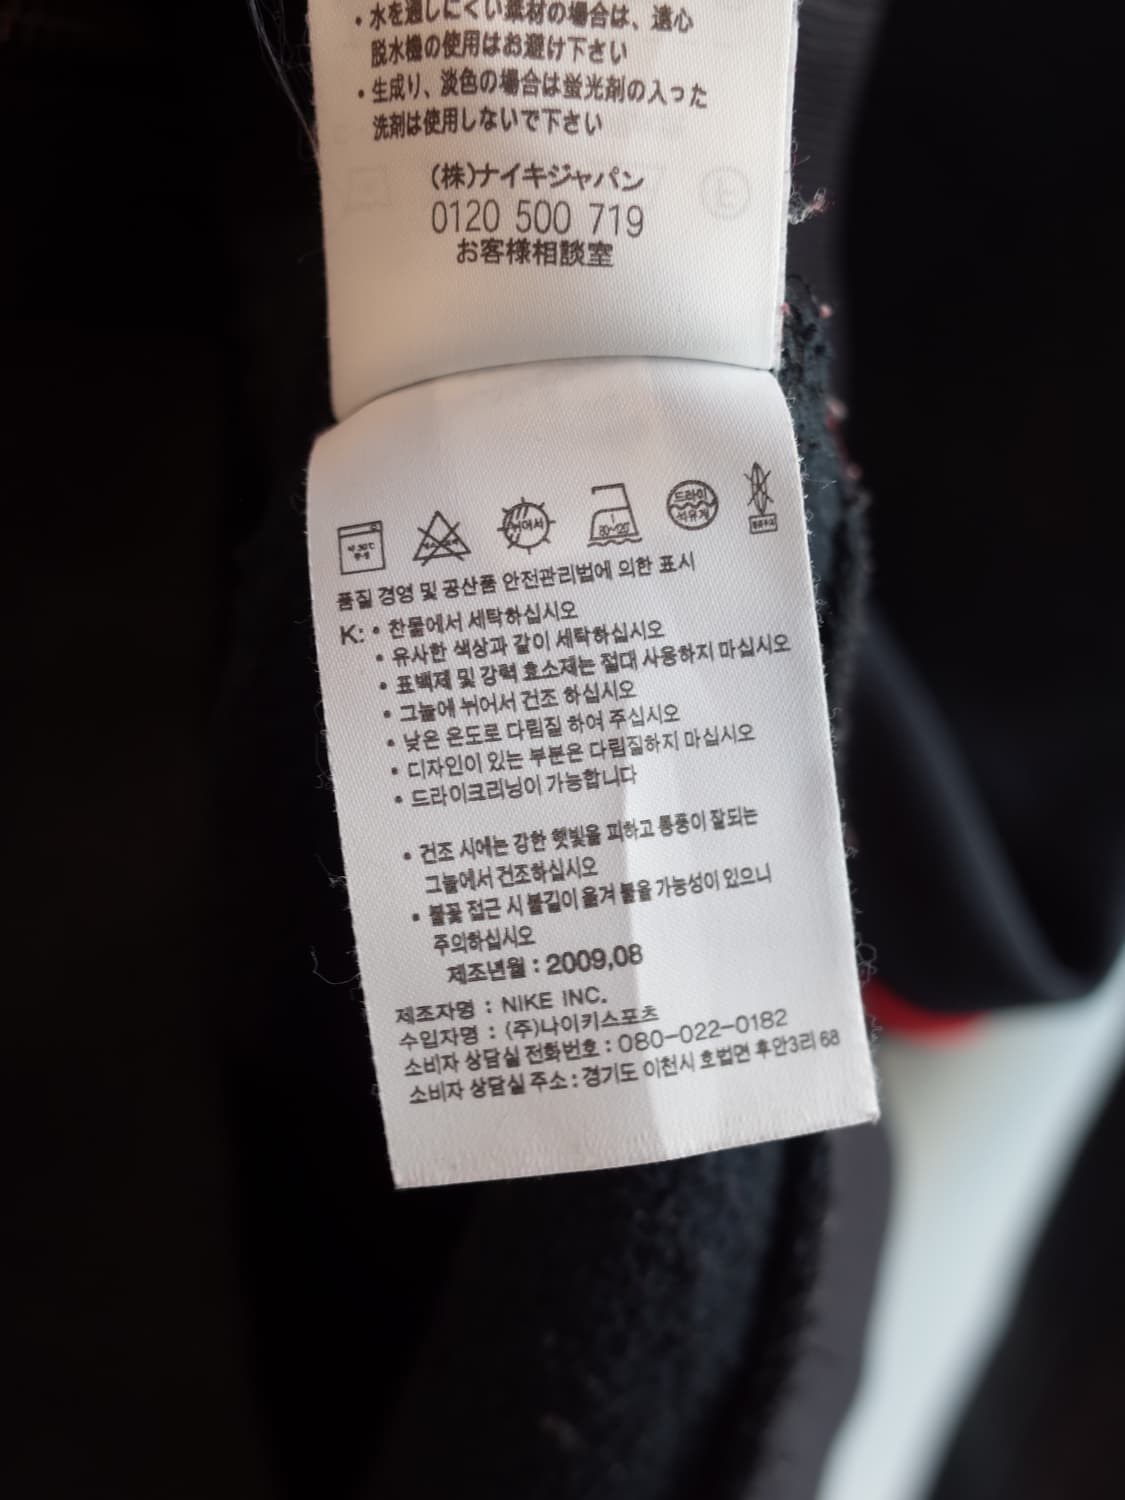 ・水を通しにくい素材の場合は、遠心
脱水機の使用はお避け下さい
・生成り、淡色の場合は蛍光剤の入った
洗剤は使用しないで下さい
(株)ナイキジャパン
0120 500 719
お客様相談室
드라이
석유계
80~120
뉘어서
품질 경영 및 공산품 안전관리법에 의한 표시
K: • 찬물에서 세탁하십시오
• 유사한 색상과 같이 세탁하십시오
• 표백제 및 강력 효소제는 절대 사용하지 마십시오
• 그늘에 뉘어서 건조 하십시오
• 낮은 온도로 다림질 하여 주십시오
• 디자인이 있는 부분은 다림질하지 마십시오
• 드라이크리닝이 가능합니다
• 건조 시에는 강한 햇빛을 피하고 통풍이 잘되는
그늘에서 건조하십시오
• 불꽃 접근 시 불길이 옮겨 붙을 가능성이 있으니
주의하십시오
제조년월 : 2009,08
제조자명 : NIKE INC.
수입자명 : (주)나이키스포츠
소비자 상담실 전화번호 : 080-022-0182
소비자 상담실 주소 : 경기도 이천시 호법면 후안3리 68